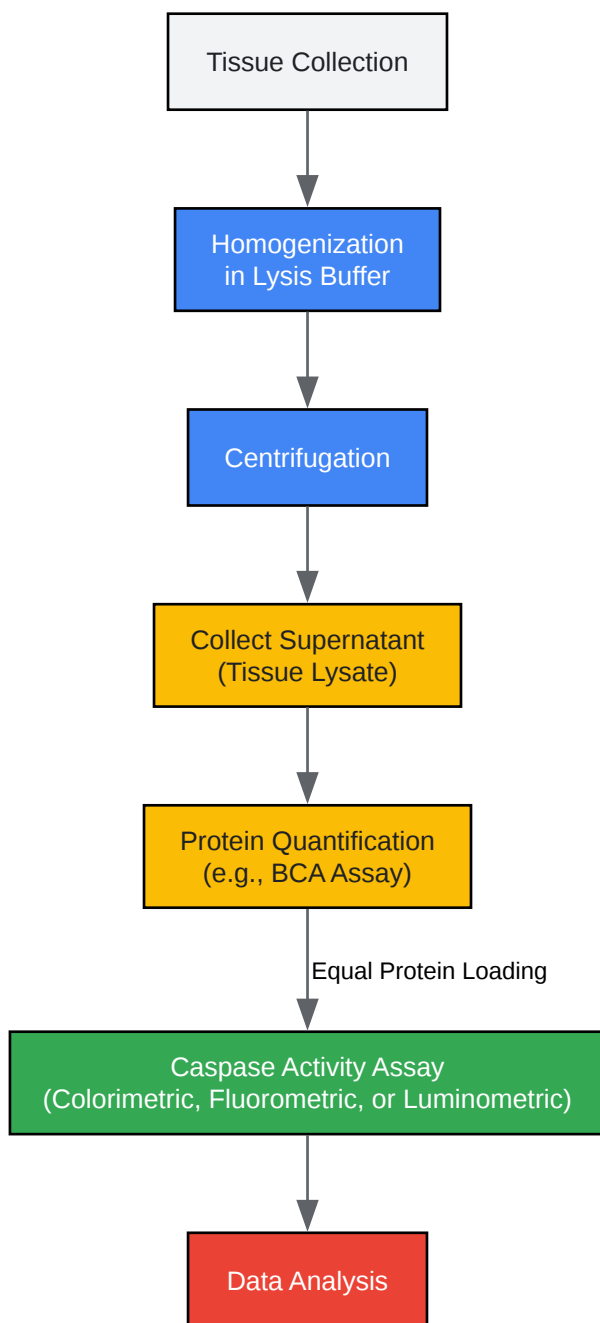 Tissue Collection
Homogenization
in Lysis Buffer
Centrifugation
Collect Supernatant
(Tissue Lysate)
Protein Quantification
(e.g., BCA Assay)
Equal Protein Loading
Caspase Activity Assay
(Colorimetric, Fluorometric, or Luminometric)
Data Analysis